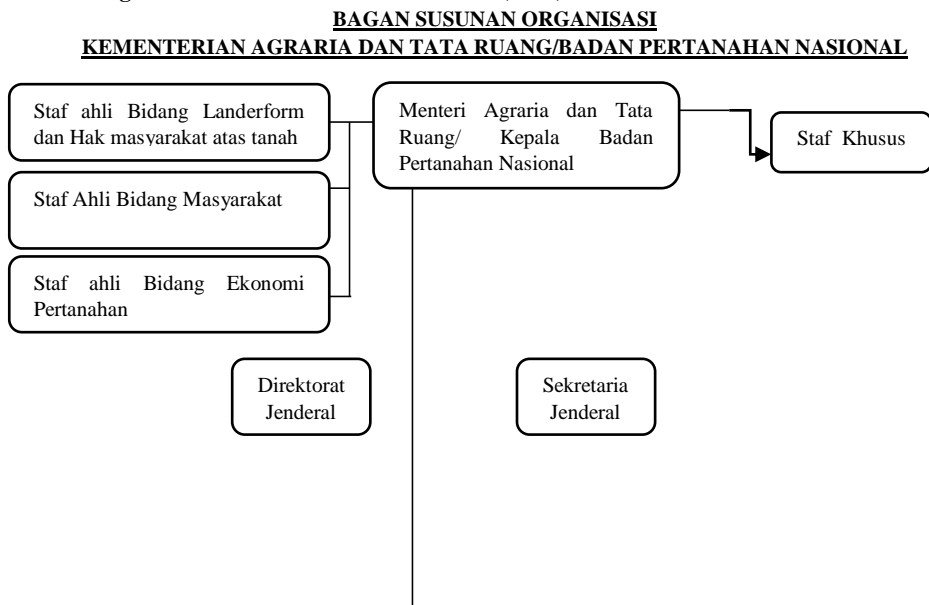 BAGAN SUSUNAN ORGANISASI
KEMENTERIAN AGRARIA DAN TATA RUANG/BADAN PERTANAHAN NASIONAL
Staf ahli Bidang Landerform
dan Hak masyarakat atas tanah
Menteri Agraria dan Tata
Ruang/ Kepala Badan
Pertanahan Nasional
Staf Khusus
Staf Ahli Bidang Masyarakat
Staf ahli Bidang Ekonomi
Pertanahan
Direktorat
Jenderal
Sekretaria
Jenderal